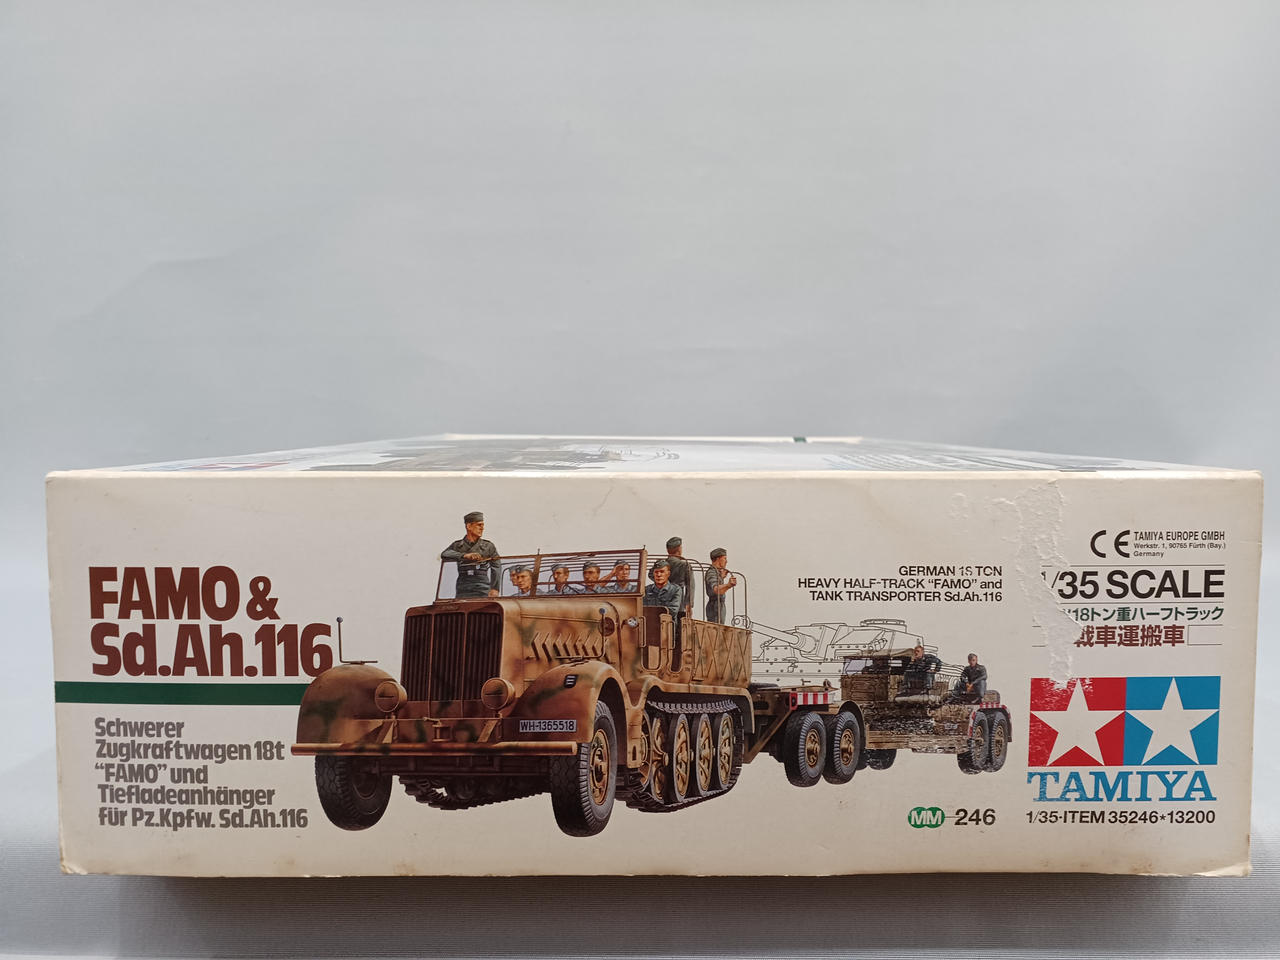 FAMO &
Sd.Ah.116
Schwerer
Zugkraftwagen 18t
"FAMO" und
Tiefladeanhänger
für Pz.Kpfw. Sd.Ah.116
WH-1365518
GERMAN 18 TON
HEAVY HALF-TRACK "FAMO" and
TANK TRANSPORTER Sd.Ah.116
MM 246
CE TAMIYA EUROPE GMBH
Werkstr. 1, 90765 Fürth (Bay.)
Germany
1/35 SCALE
18トン重ハーフトラック
戦車運搬車
TAMIYA
1/35·ITEM 35246★13200